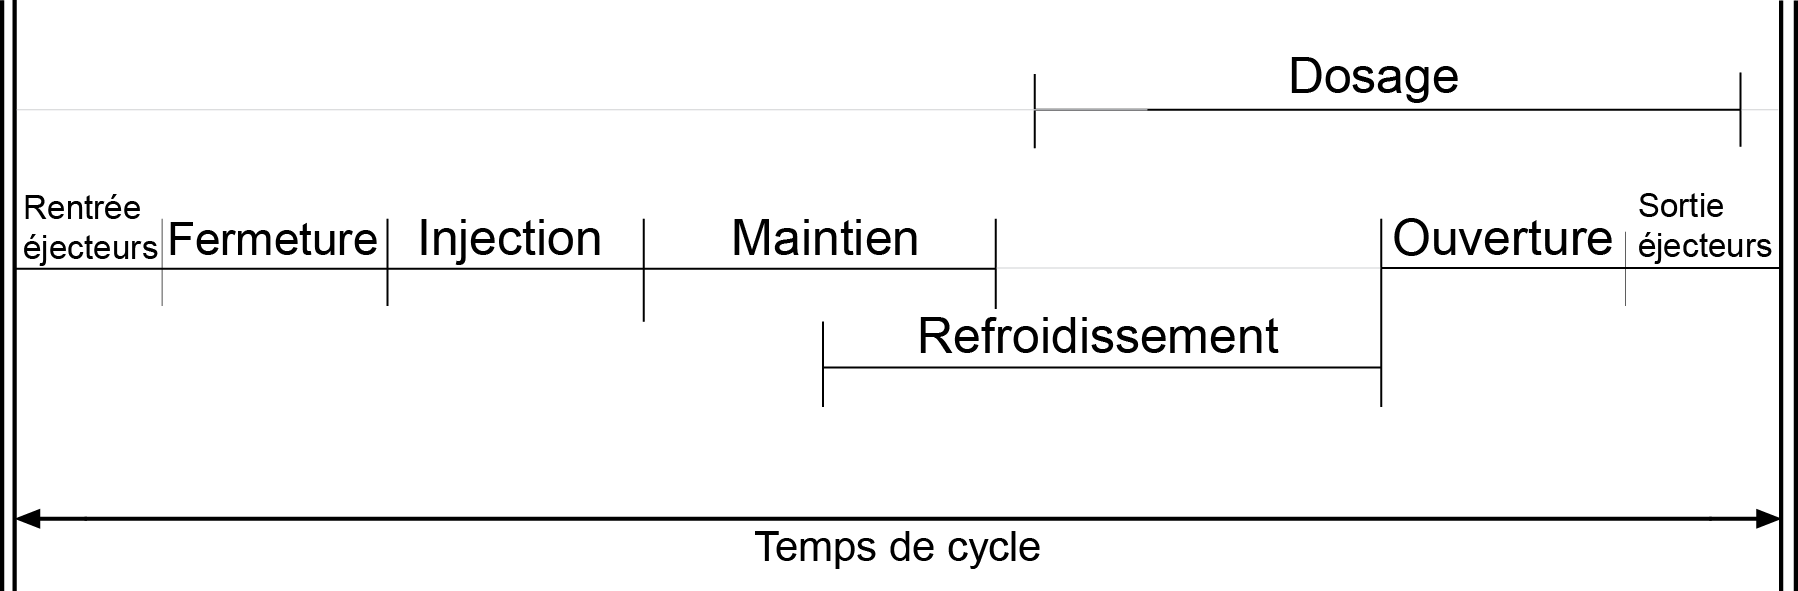 Dosage
Rentrée
éjecteurs
Fermeture
Injection
Maintien
Ouverture
Sortie
éjecteurs
Refroidissement
Temps de cycle